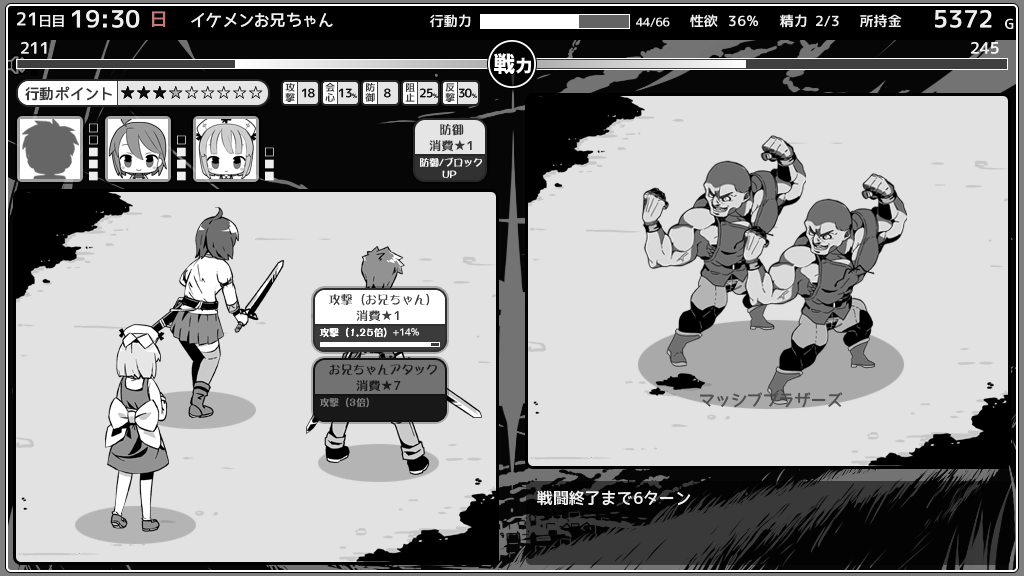 21日目 19:30 日 イケメンお兄ちゃん 行動力 44/66 性欲 36% 精力 2/3 所持金 5372 G
211 戦力 245
行動ポイント ★★★☆☆☆☆☆☆ 攻撃 18 会心 13% 防御 8 阻止 25% 反撃 30%
防御
消費★1
防御/ブロック
UP
攻撃（お兄ちゃん）
消費★1
攻撃（1.25倍）+14%
お兄ちゃんアタック
消費★7
攻撃（3倍）
マッシブブラザーズ
戦闘終了まで6ターン